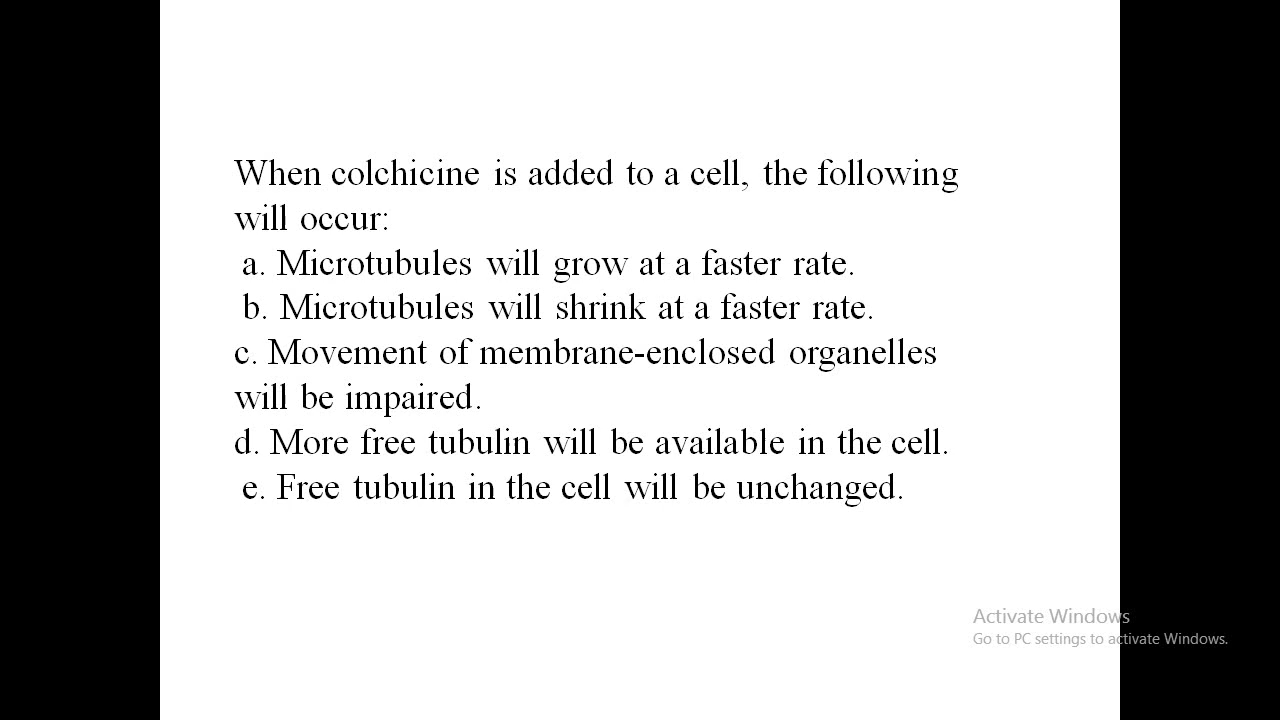 When colchicine is added to a cell, the following
will occur:
a. Microtubules will grow at a faster rate.
b. Microtubules will shrink at a faster rate.
c. Movement of membrane-enclosed organelles
will be impaired.
d. More free tubulin will be available in the cell.
e. Free tubulin in the cell will be unchanged.
Activate Windows
Go to PC settings to activate Windows.